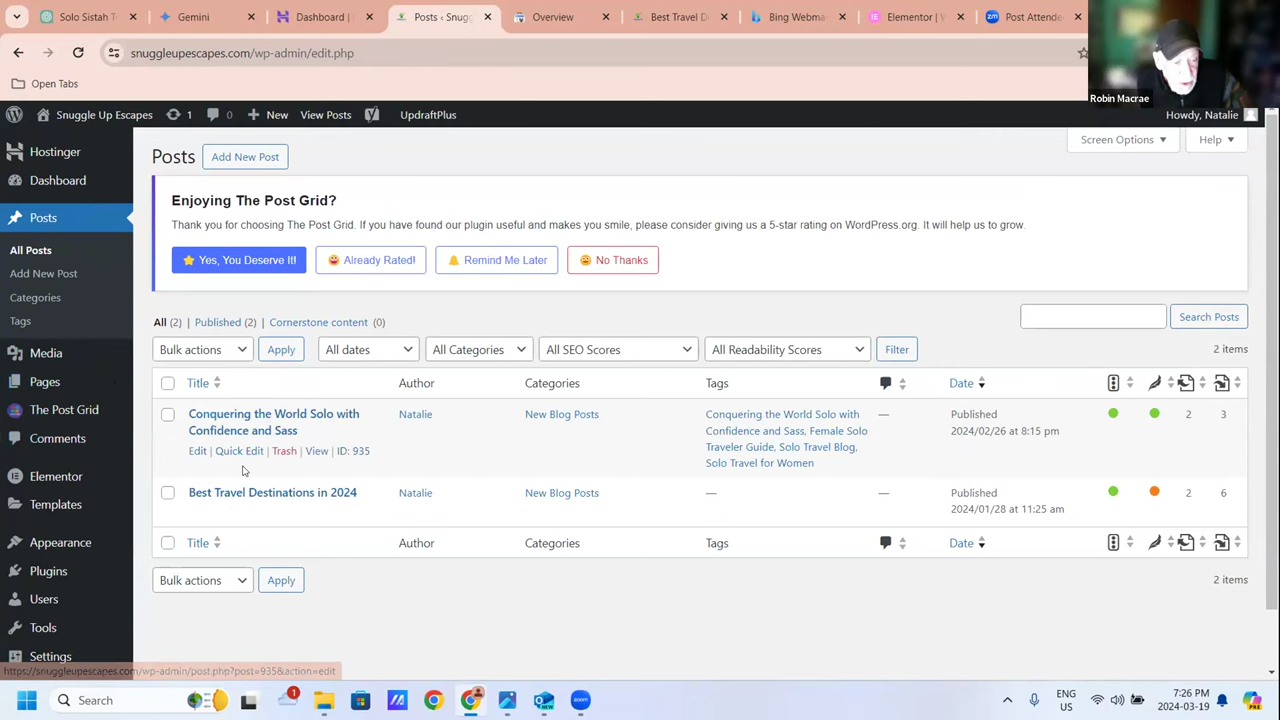 Solo Sistah T
Gemini
Dashboard |
Posts ‹ Snugg
Overview
Best Travel D
Bing Webma
Elementor | W
Post Attende
snuggleupescapes.com/wp-admin/edit.php
Open Tabs
Robin Macrae
Snuggle Up Escapes
1
0
New
View Posts
UpdraftPlus
Howdy, Natalie
Hostinger
Dashboard
Posts
All Posts
Add New Post
Categories
Tags
Media
Pages
The Post Grid
Comments
Elementor
Templates
Appearance
Plugins
Users
Tools
Settings
Screen Options
Help
Posts
Add New Post
Enjoying The Post Grid?
Thank you for choosing The Post Grid. If you have found our plugin useful and makes you smile, please consider giving us a 5-star rating on WordPress.org. It will help us to grow.
Yes, You Deserve It!
Already Rated!
Remind Me Later
No Thanks
All (2) | Published (2) | Cornerstone content (0)
Search Posts
Bulk actions
Apply
All dates
All Categories
All SEO Scores
All Readability Scores
Filter
2 items
Title
Author
Categories
Tags
Date
Conquering the World Solo with
Confidence and Sass
Edit | Quick Edit | Trash | View | ID: 935
Natalie
New Blog Posts
Conquering the World Solo with
Confidence and Sass, Female Solo
Traveler Guide, Solo Travel Blog,
Solo Travel for Women
—
Published
2024/02/26 at 8:15 pm
2
3
Best Travel Destinations in 2024
Natalie
New Blog Posts
—
—
Published
2024/01/28 at 11:25 am
2
6
Title
Author
Categories
Tags
Date
Bulk actions
Apply
2 items
https://snuggleupescapes.com/wp-admin/post.php?post=935&action=edit
Search
1
NEW
ENG
US
7:26 PM
2024-03-19
PRE